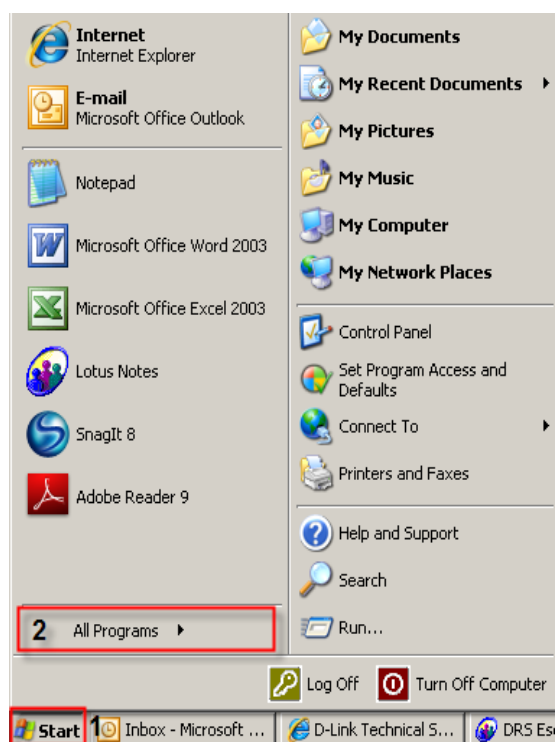 Internet
Internet Explorer
E-mail
Microsoft Office Outlook
Notepad
Microsoft Office Word 2003
Microsoft Office Excel 2003
Lotus Notes
SnagIt 8
Adobe Reader 9
2 All Programs
My Documents
My Recent Documents
My Pictures
My Music
My Computer
My Network Places
Control Panel
Set Program Access and
Defaults
Connect To
Printers and Faxes
Help and Support
Search
Run...
Log Off
Turn Off Computer
Start 1 Inbox - Microsoft ... D-Link Technical S... DRS Esc